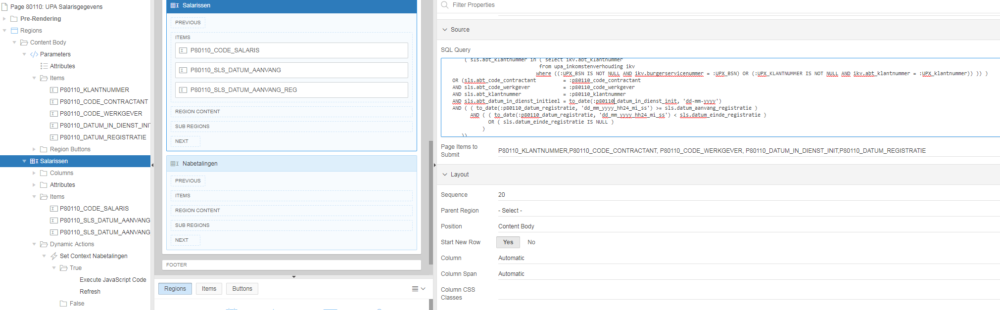 Page 80110: UPA Salarisgegevens
Pre-Rendering
Regions
Content Body
Parameters
Attributes
Items
P80110_KLANTNUMMER
P80110_CODE_CONTRACTANT
P80110_CODE_WERKGEVER
P80110_DATUM_IN_DIENST_INI
P80110_DATUM_REGISTRATIE
Region Buttons
Salarissen
Columns
Attributes
Items
P80110_CODE_SALARIS
P80110_SLS_DATUM_AANVANG
P80110_SLS_DATUM_AANVANG
Dynamic Actions
Set Context Nabetalingen
True
Execute JavaScript Code
Refresh
False
Salarissen
PREVIOUS
ITEMS
P80110_CODE_SALARIS
P80110_SLS_DATUM_AANVANG
P80110_SLS_DATUM_AANVANG_REG
REGION CONTENT
SUB REGIONS
NEXT
Nabetalingen
PREVIOUS
ITEMS
REGION CONTENT
SUB REGIONS
NEXT
FOOTER
Regions Items Buttons
Filter Properties
Source
SQL Query
( sls.abt_klantnummer in ( select ikv.abt_klantnummer
from upa_inkomstenverhouding ikv
where ((:UPX_BSN IS NOT NULL AND ikv.burgerservicenummer = :UPX_BSN) OR (:UPX_KLANTNUMMER IS NOT NULL AND ikv.abt_klantnummer = :UPX_klantnummer)) )) )
OR (sls.abt_code_contractant = :p80110_code_contractant
AND sls.abt_code_werkgever = :p80110_code_werkgever
AND sls.abt_klantnummer = :p80110_klantnummer
AND sls.abt_datum_in_dienst_initieel = to_date(:p80110_datum_in_dienst_init, 'dd-mm-yyyy')
AND ( ( to_date(:p80110_datum_registratie, 'dd_mm_yyyy_hh24_mi_ss') >= sls.datum_aanvang_registratie )
AND ( ( to_date(:p80110_datum_registratie, 'dd_mm_yyyy_hh24_mi_ss') < sls.datum_einde_registratie )
OR ( sls.datum_einde_registratie IS NULL )
)
))
Page Items to Submit
P80110_KLANTNUMMER,P80110_CODE_CONTRACTANT, P80110_CODE_WERKGEVER, P80110_DATUM_IN_DIENST_INIT,P80110_DATUM_REGISTRATIE
Layout
Sequence 20
Parent Region - Select -
Position Content Body
Start New Row Yes No
Column Automatic
Column Span Automatic
Column CSS Classes